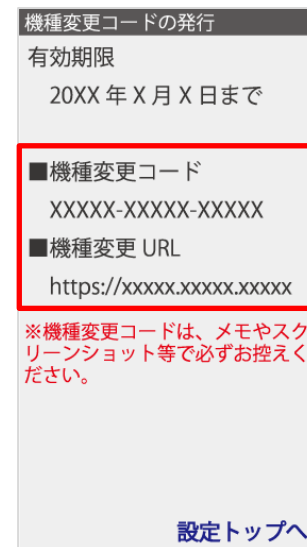 機種変更コードの発行
有効期限
20XX 年 X 月 X 日まで
■機種変更コード
XXXXX-XXXXX-XXXXX
■機種変更 URL
https://xxxxx.xxxxx.xxxxx
※機種変更コードは、メモやスク
リーンショット等で必ずお控えく
ださい。
設定トップへ